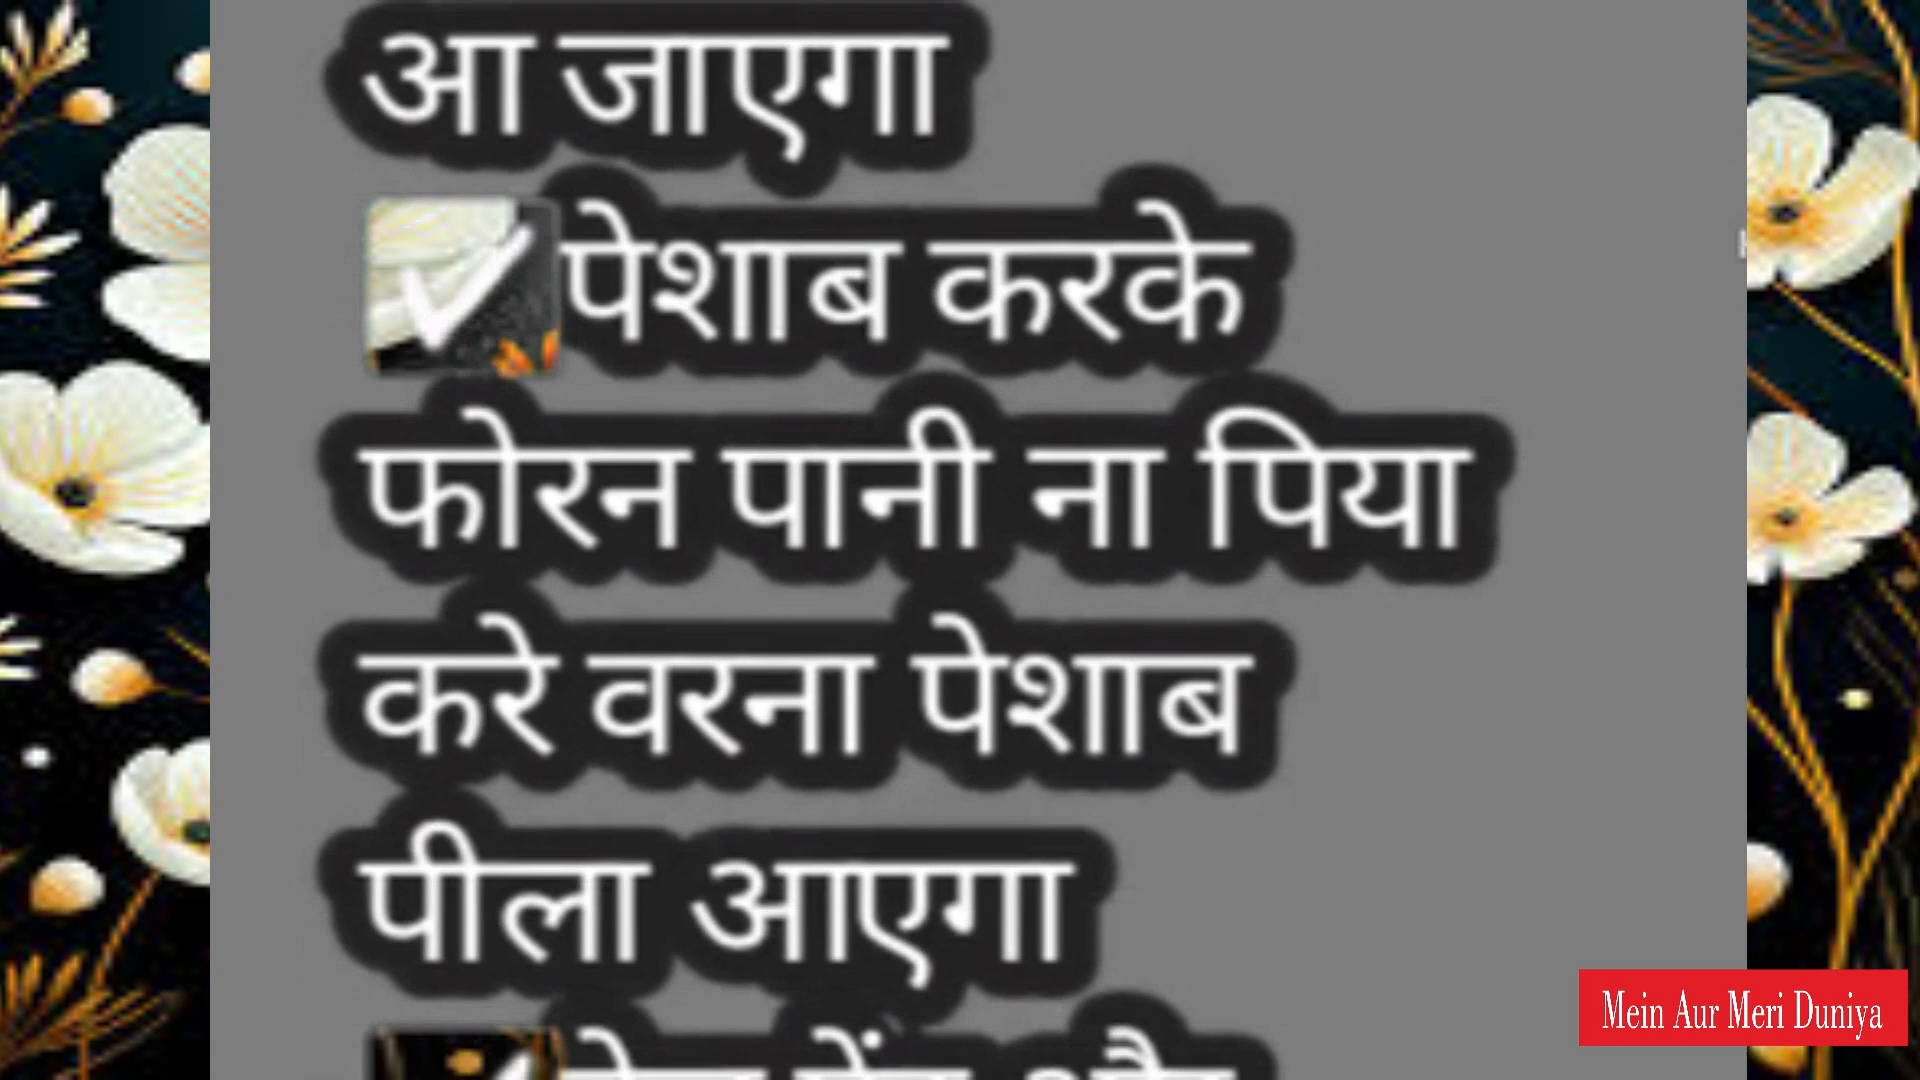 आ जाएगा
✔पेशाब करके
फोरन पानी ना पिया
करे वरना पेशाब
पीला आएगा
Mein Aur Meri Duniya